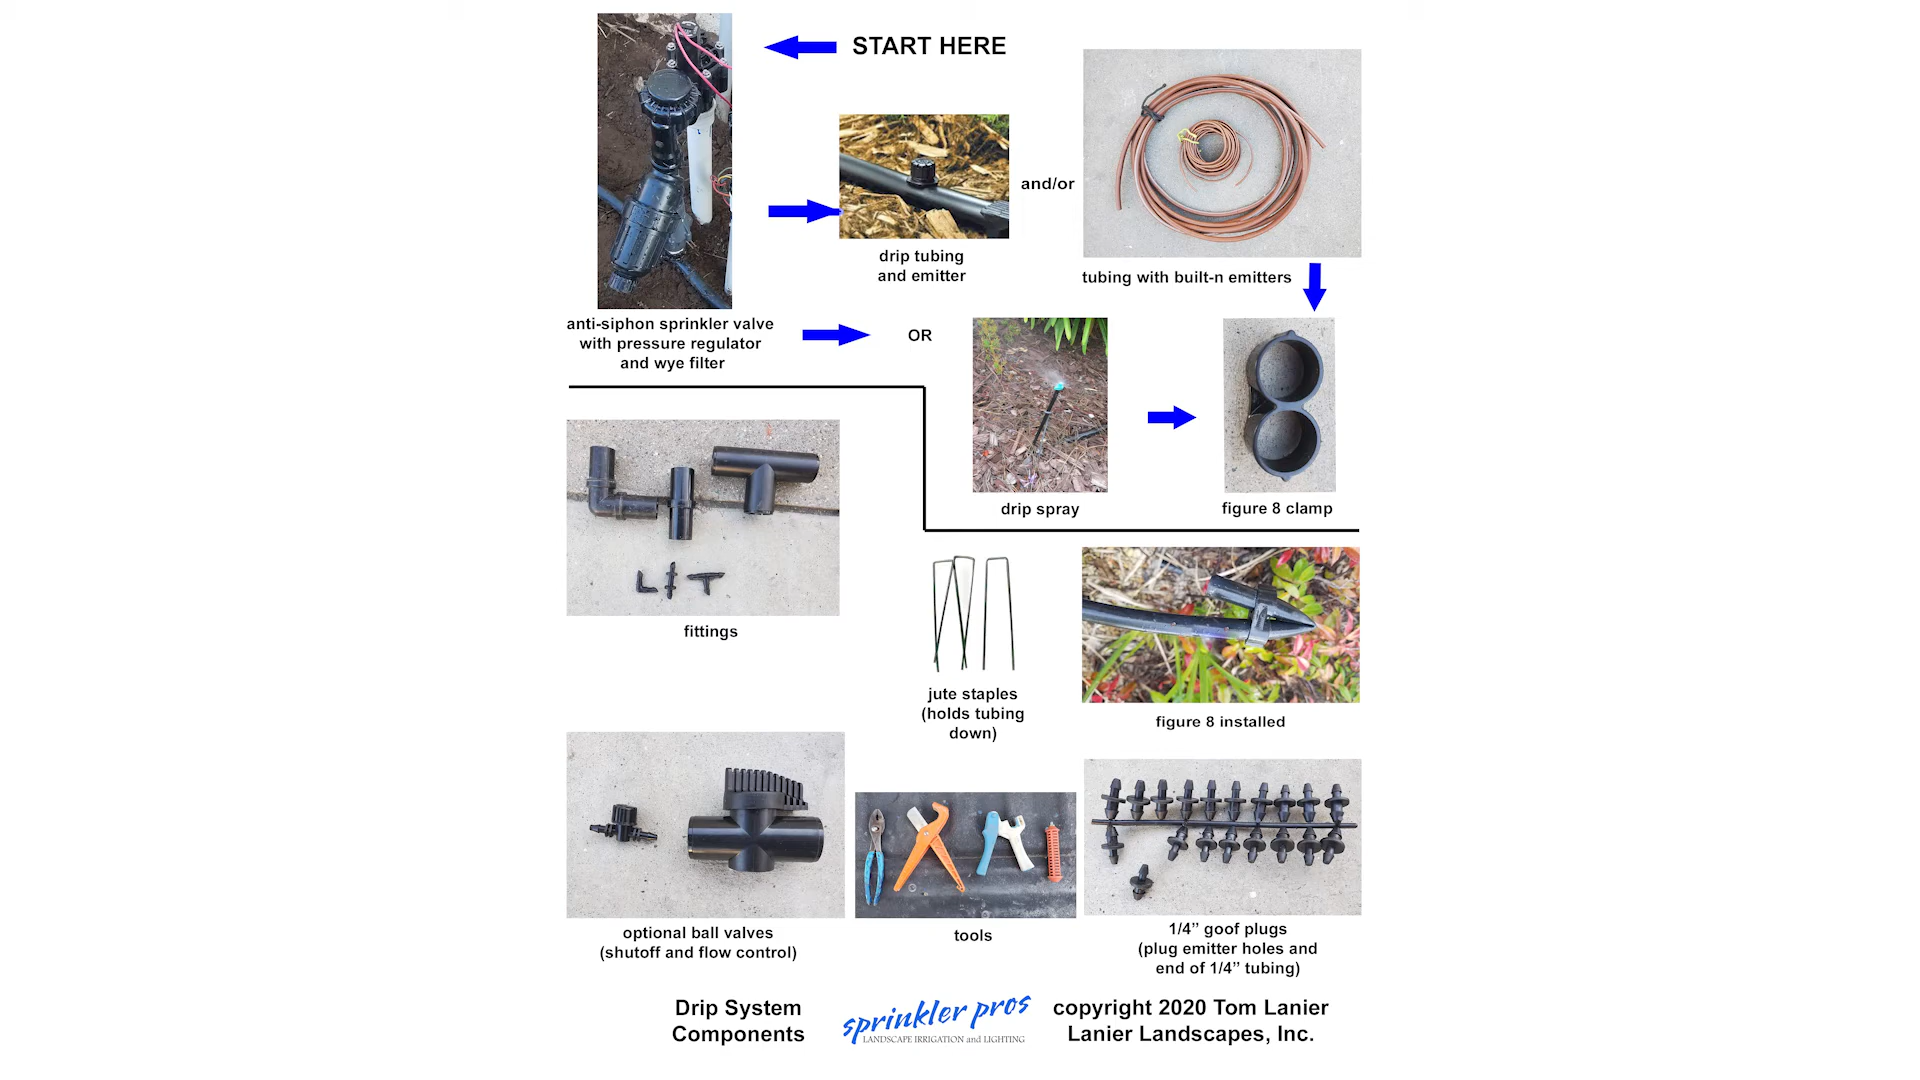 START HERE
and/or
drip tubing
and emitter
tubing with built-n emitters
anti-siphon sprinkler valve
with pressure regulator
and wye filter
OR
drip spray
figure 8 clamp
fittings
jute staples
(holds tubing
down)
figure 8 installed
optional ball valves
(shutoff and flow control)
tools
1/4” goof plugs
(plug emitter holes and
end of 1/4” tubing)
Drip System
Components
sprinkler pros
LANDSCAPE IRRIGATION and LIGHTING
copyright 2020 Tom Lanier
Lanier Landscapes, Inc.